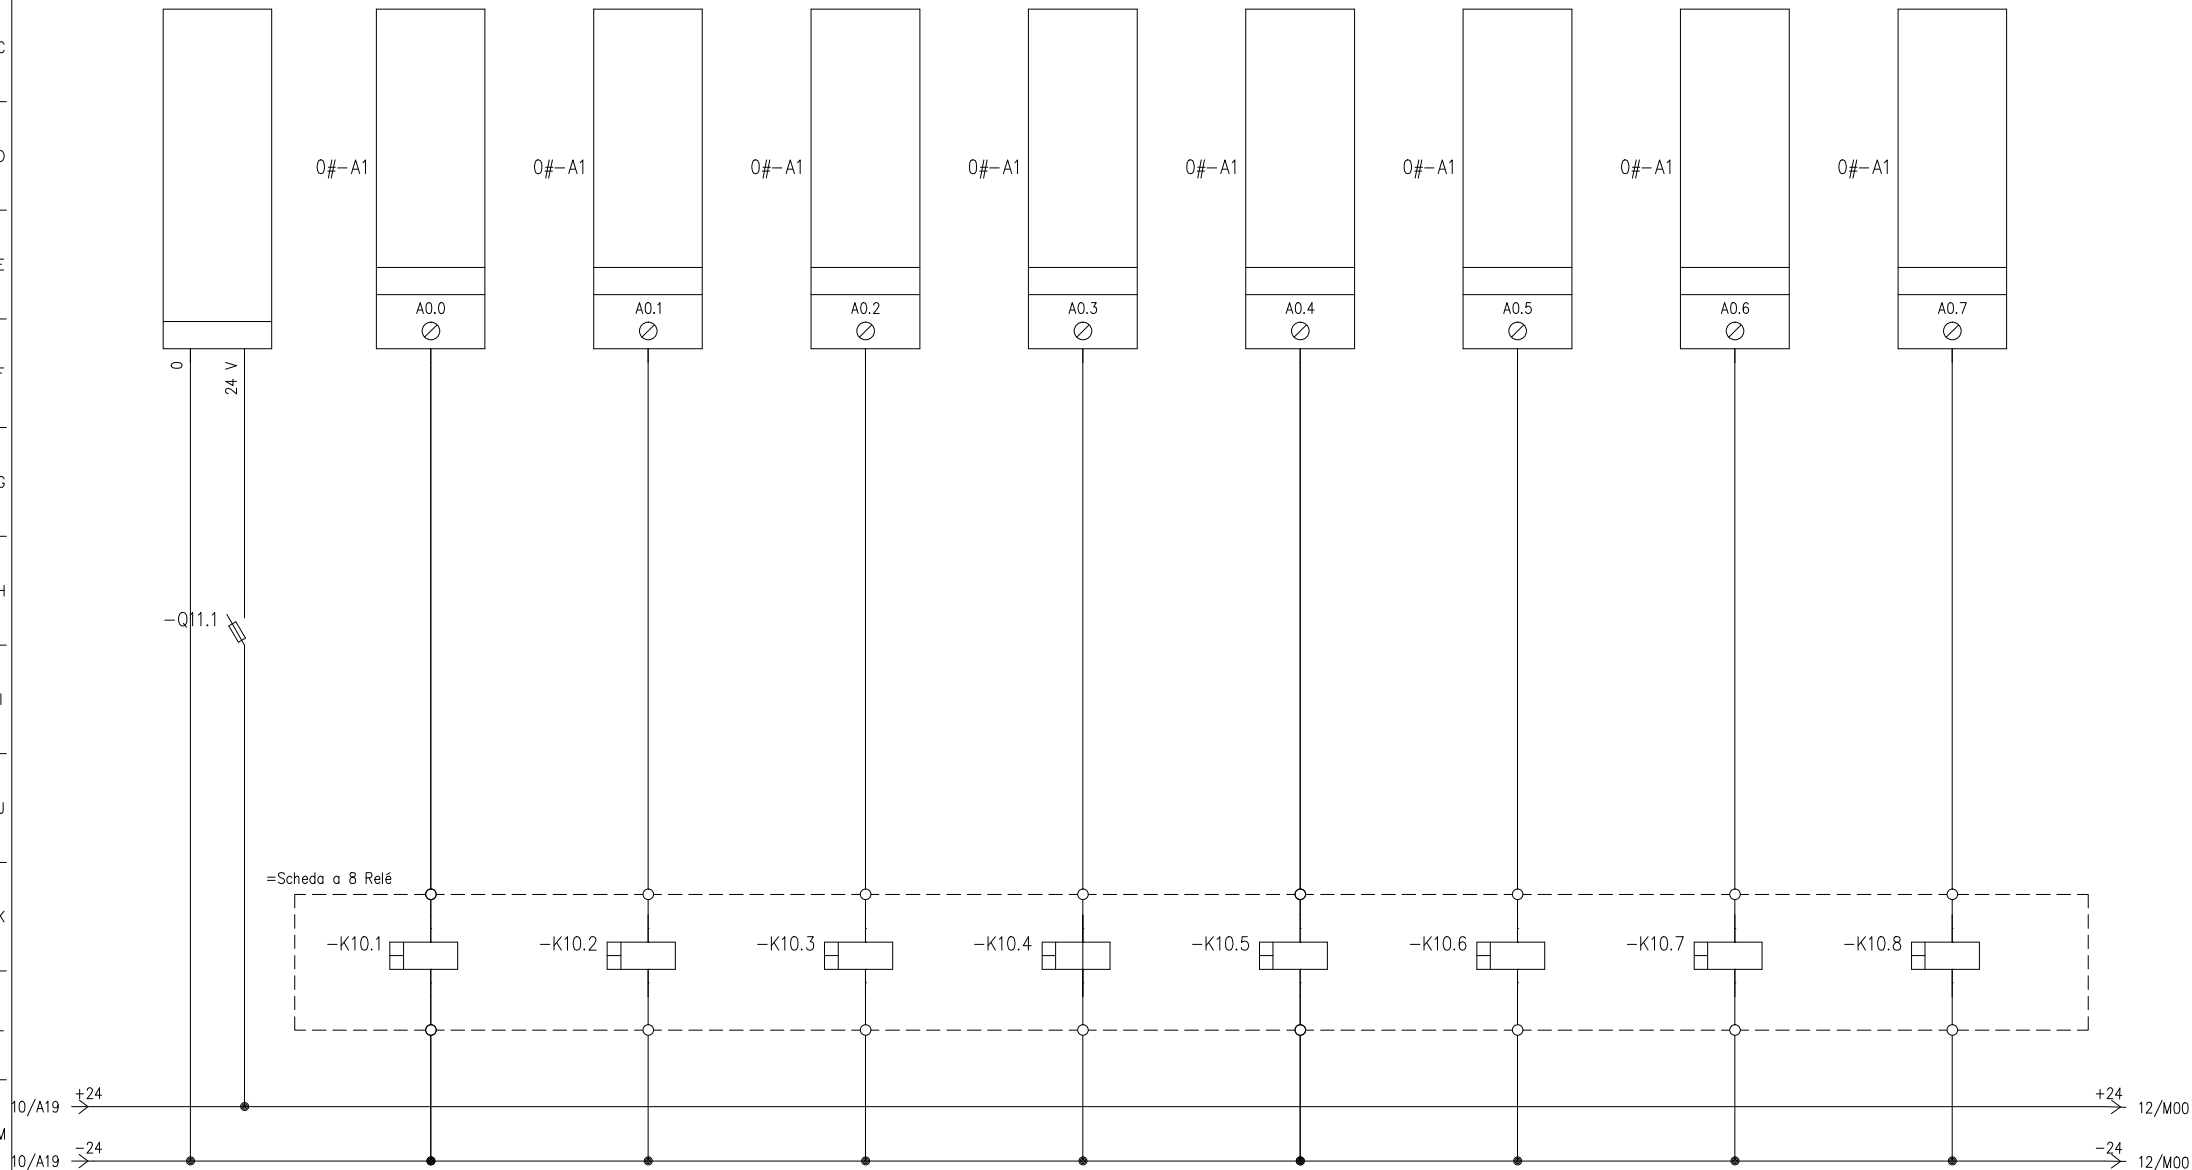 C
D
0#-A1 0#-A1 0#-A1 0#-A1 0#-A1 0#-A1 0#-A1 0#-A1
E
A0.0 A0.1 A0.2 A0.3 A0.4 A0.5 A0.6 A0.7
0 24 V
F
G
H
-Q11.1
I
J
=Scheda a 8 Relé
K
-K10.1 -K10.2 -K10.3 -K10.4 -K10.5 -K10.6 -K10.7 -K10.8
+24 +24
10/A19 12/M00
M
-24 -24
10/A19 12/M00